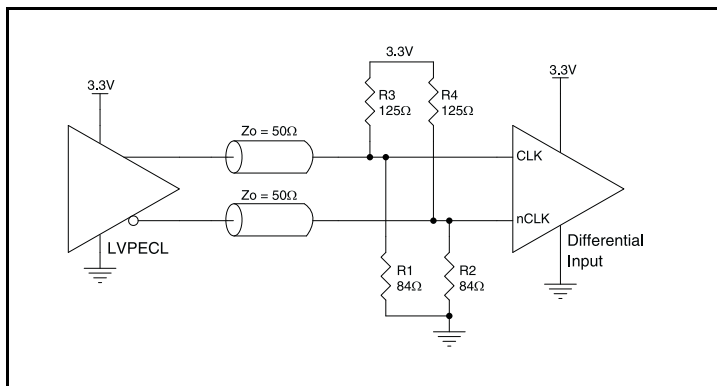 3.3V
3.3V
3.3V
R3
125Ω
R4
125Ω
Zo = 50Ω
CLK
Zo = 50Ω
nCLK
LVPECL
Differential
Input
R1
84Ω
R2
84Ω